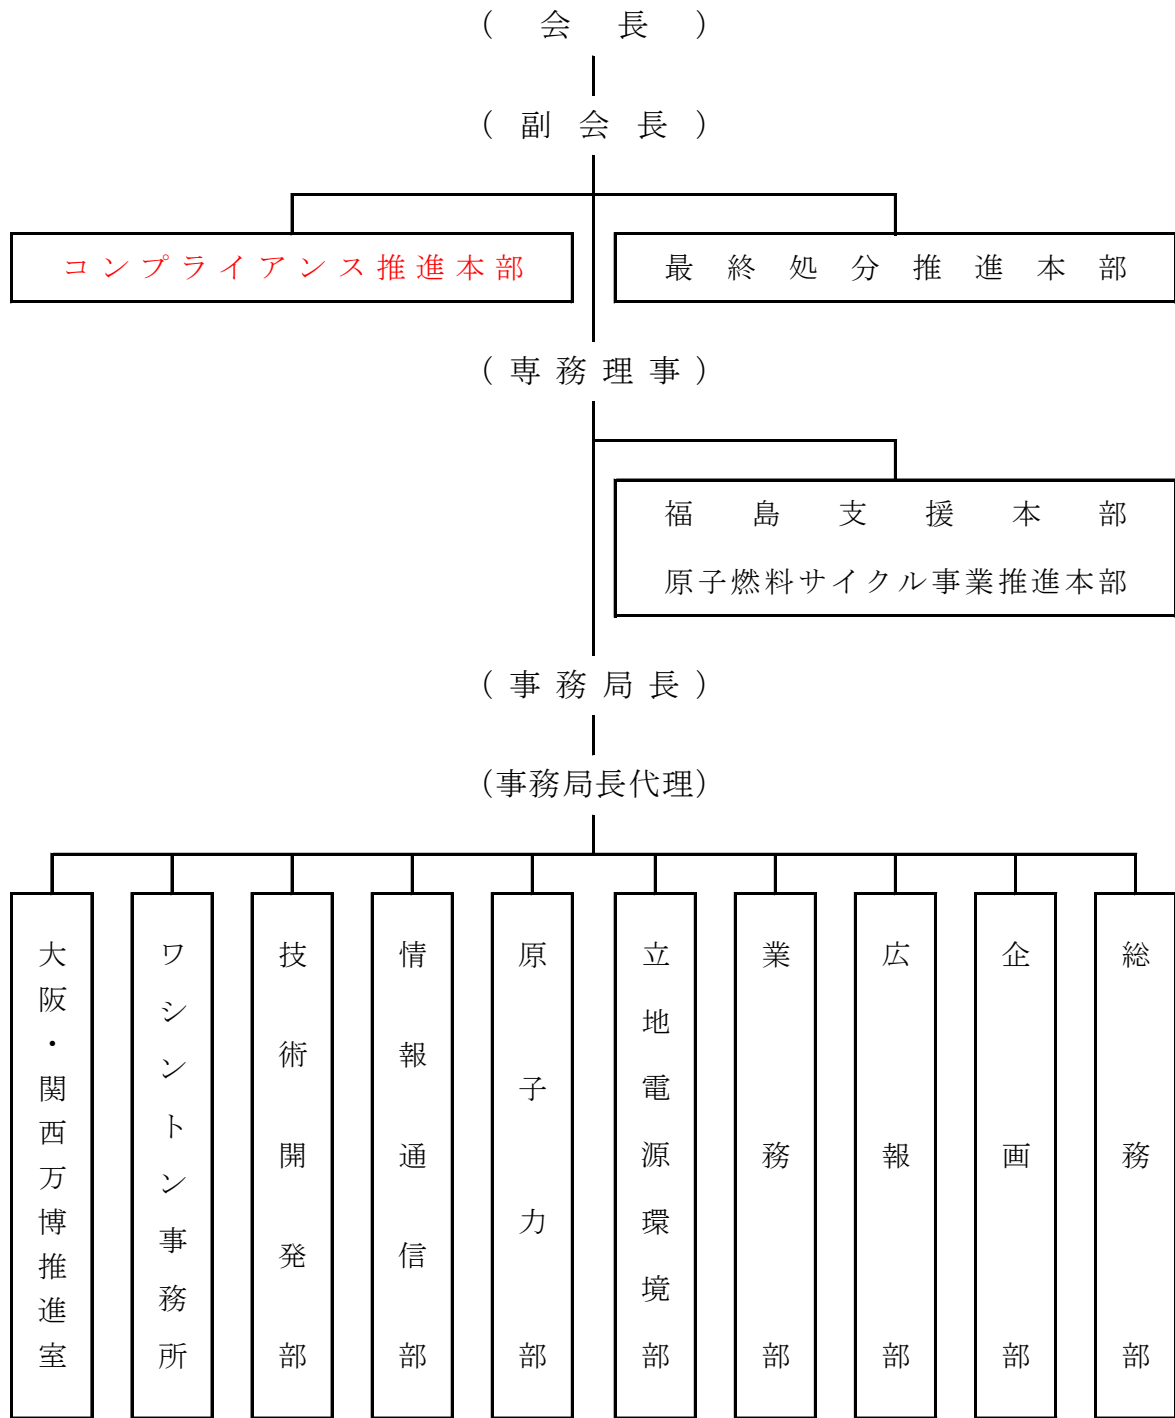 (会長)
(副会長)
コンプライアンス推進本部
最終処分推進本部
(専務理事)
福島支援本部
原子燃料サイクル事業推進本部
(事務局長)
(事務局長代理)
総務部
企画部
広報部
業務部
立地電源環境部
原子力部
情報通信部
技術開発部
ワシントン事務所
大阪・関西万博推進室